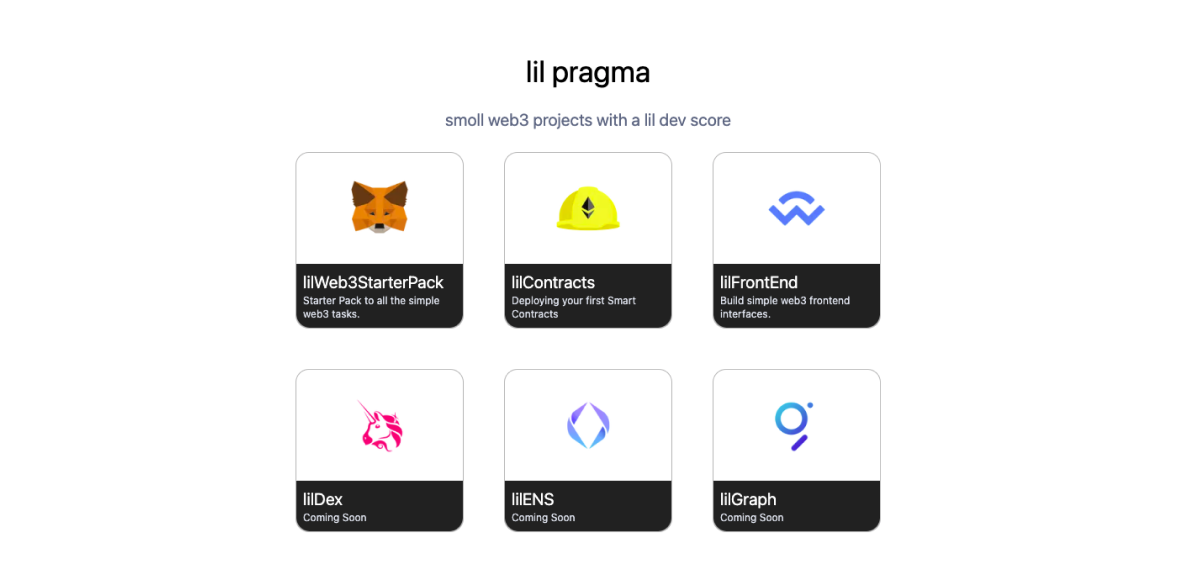 lil pragma
smoll web3 projects with a lil dev score
lilWeb3StarterPack
Starter Pack to all the simple
web3 tasks.
lilContracts
Deploying your first Smart
Contracts
lilFrontEnd
Build simple web3 frontend
interfaces.
lilDex
Coming Soon
lilENS
Coming Soon
lilGraph
Coming Soon